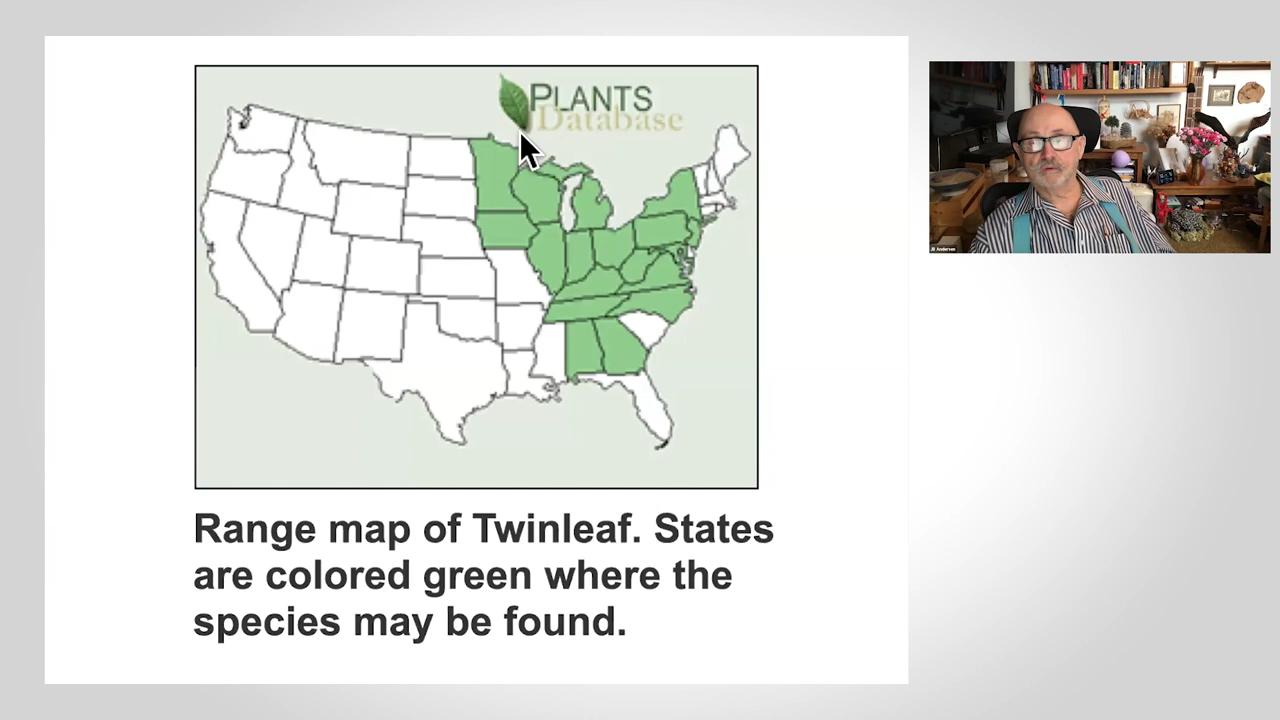 PLANTS
Database
Range map of Twinleaf. States
are colored green where the
species may be found.